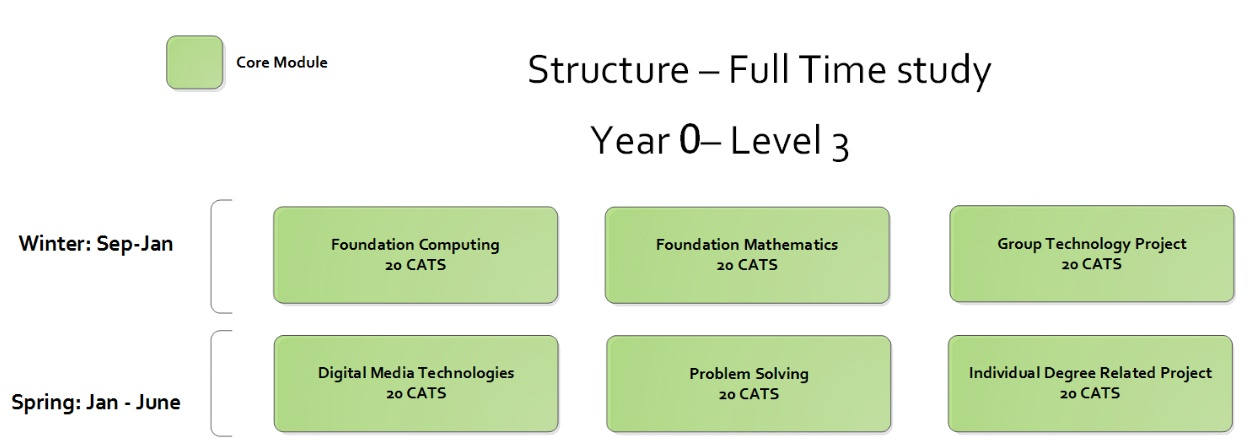 Core Module
Structure – Full Time study
Year 0– Level 3
Winter: Sep-Jan
Foundation Computing
20 CATS
Foundation Mathematics
20 CATS
Group Technology Project
20 CATS
Spring: Jan - June
Digital Media Technologies
20 CATS
Problem Solving
20 CATS
Individual Degree Related Project
20 CATS